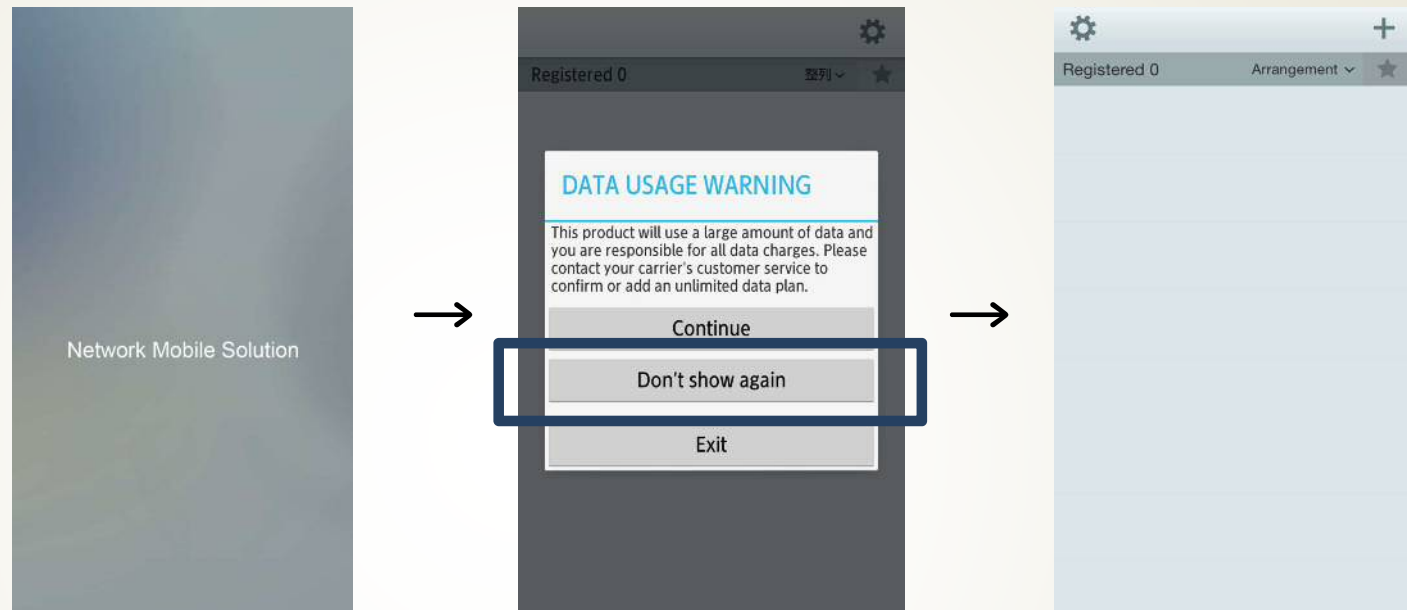 Network Mobile Solution
Registered 0 整列
DATA USAGE WARNING
This product will use a large amount of data and
you are responsible for all data charges. Please
contact your carrier's customer service to
confirm or add an unlimited data plan.
Continue
Don't show again
Exit
Registered 0 Arrangement